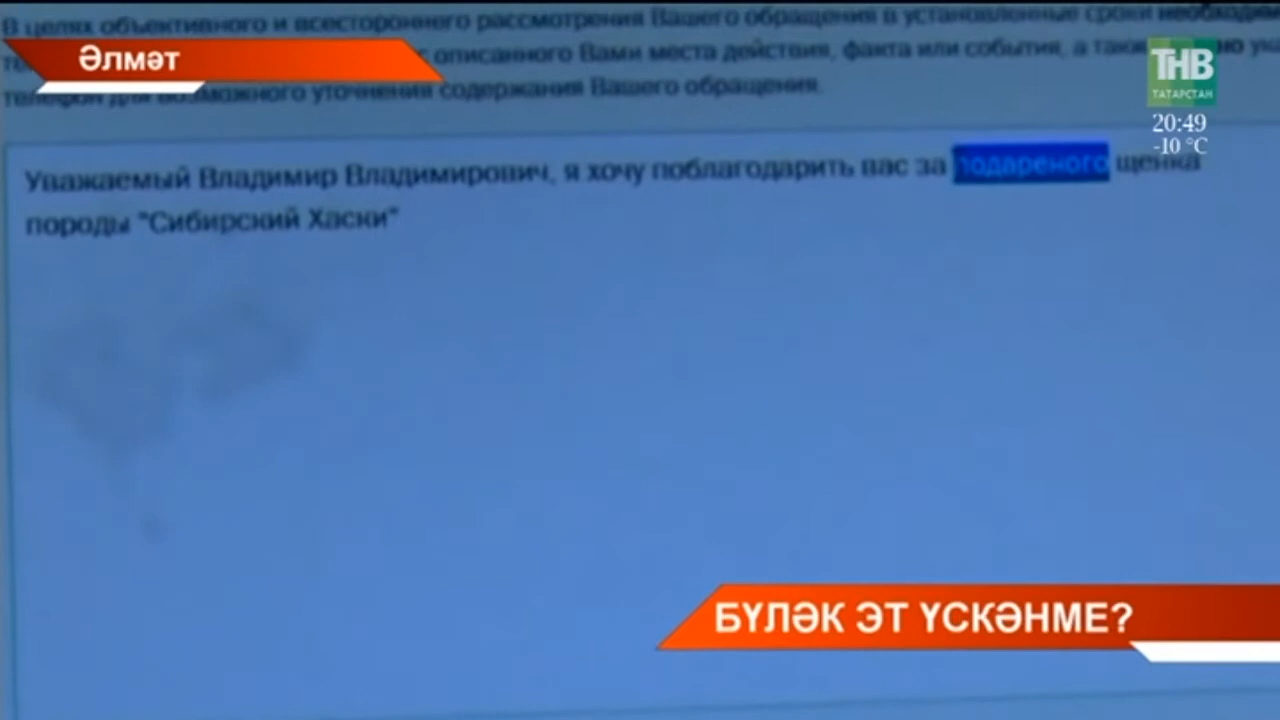 В целях объективного и всестороннего рассмотрения Вашего обращения в установленные сроки необходимо
Әлмәт
описанного Вами места действия, факта или события, а также
телефон для возможного уточнения содержания Вашего обращения.
ТНВ
ТАТАРСТАН
20:49
-10 °C
Уважаемый Владимир Владимирович, я хочу поблагодарить вас за подареного щенка
породы "Сибирский Хаски"
БҮЛӘК ЭТ ҮСКӘНМЕ?